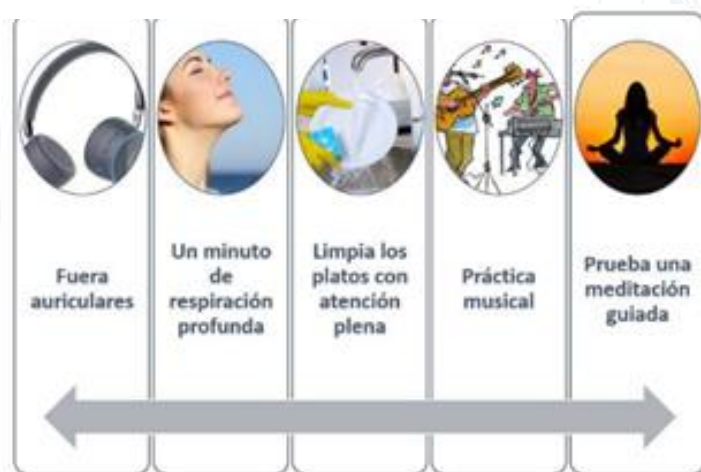 Fuera
auriculares
Un minuto
de
respiración
profunda
Limpia los
platos con
atención
plena
Práctica
musical
Prueba una
meditación
guiada